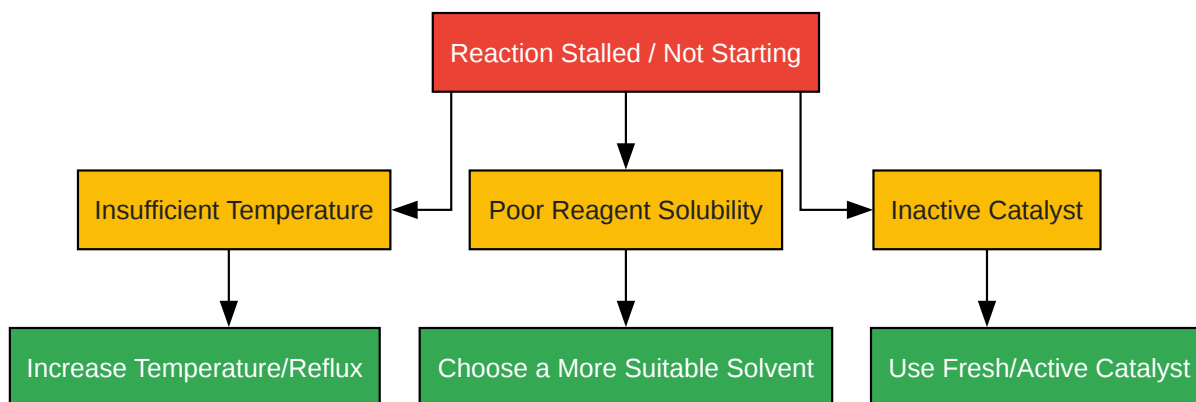 Reaction Stalled / Not Starting
Insufficient Temperature
Poor Reagent Solubility
Inactive Catalyst
Increase Temperature/Reflux
Choose a More Suitable Solvent
Use Fresh/Active Catalyst